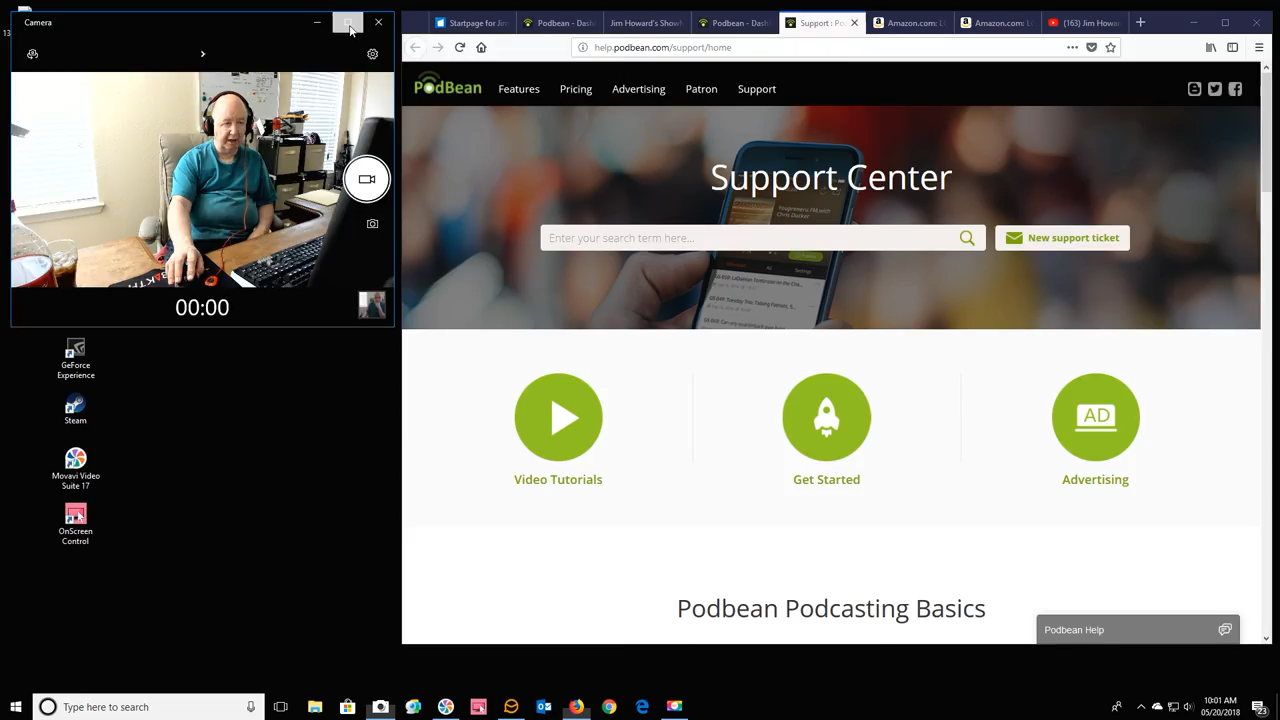 Camera
Startpage for Jim
Podbean - Dash
Jim Howard's Show
Podbean - Dash
Support : Pod
Amazon.com: L
Amazon.com: L
(163) Jim Howar
help.podbean.com/support/home
PodBean
Features
Pricing
Advertising
Patron
Support
Support Center
Enter your search term here...
New support ticket
00:00
GeForce
Experience
Steam
Movavi Video
Suite 17
OnScreen
Control
Video Tutorials
Get Started
AD
Advertising
Podbean Podcasting Basics
Podbean Help
Type here to search
10:01 AM
05/20/2018
23